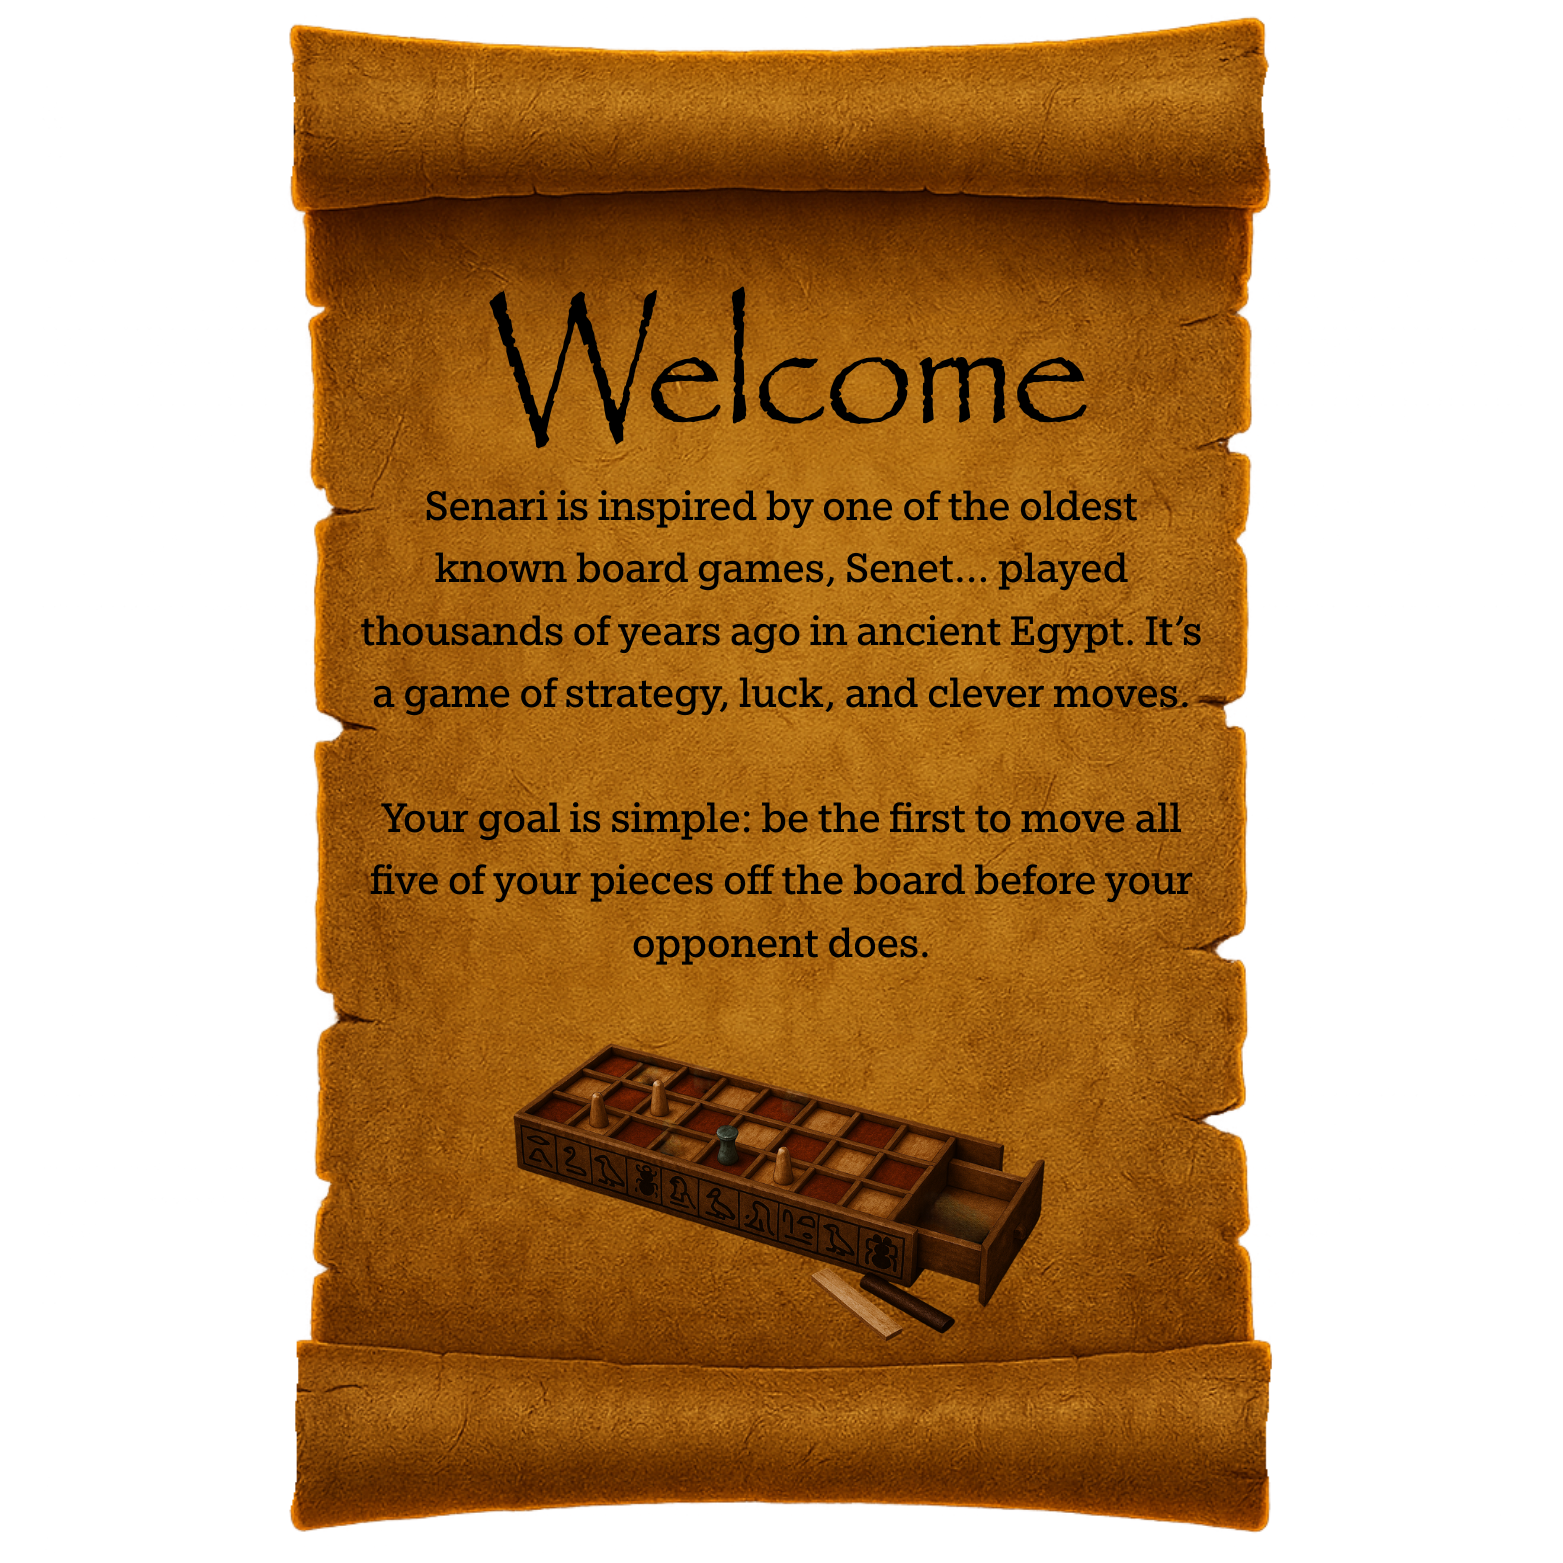 Welcome
Senari is inspired by one of the oldest
known board games, Senet... played
thousands of years ago in ancient Egypt. It’s
a game of strategy, luck, and clever moves.
Your goal is simple: be the first to move all
five of your pieces off the board before your
opponent does.